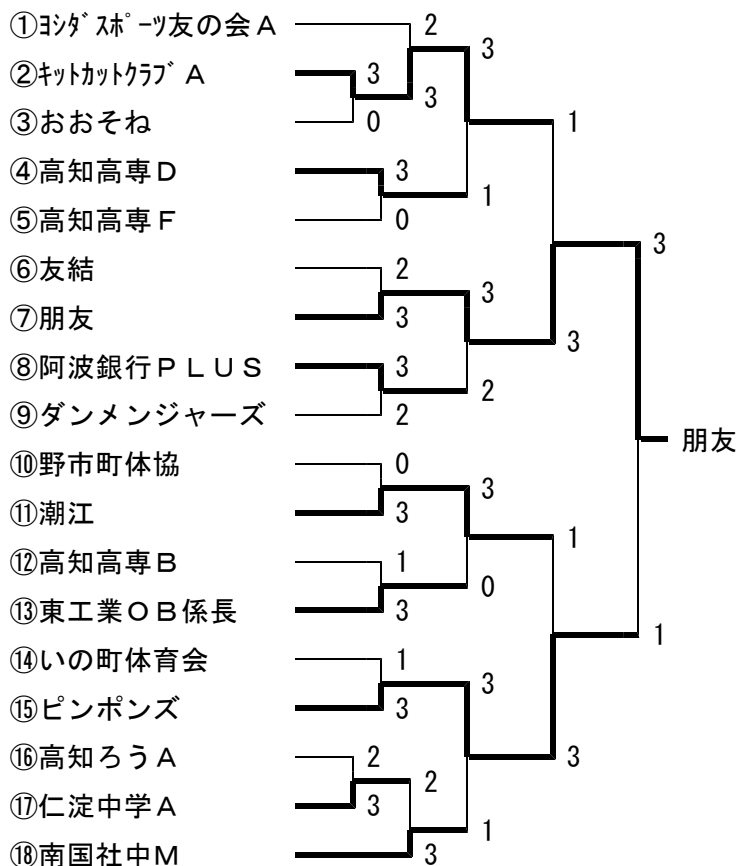 ①ﾖｼﾀﾞｽﾎﾟｰﾂ友の会Ａ
2
3
②ｷｯﾄｶｯﾄｸﾗﾌﾞＡ
3
3
③おおそね
0
1
④高知高専Ｄ
3
1
⑤高知高専Ｆ
0
3
⑥友結
2
3
⑦朋友
3
3
⑧阿波銀行ＰＬＵＳ
3
2
⑨ダンメンジャーズ
2
朋友
⑩野市町体協
0
3
⑪潮江
3
1
⑫高知高専Ｂ
1
0
⑬東工業ＯＢ係長
3
1
⑭いの町体育会
1
3
⑮ピンポンズ
3
⑯高知ろうＡ
2
3
2
⑰仁淀中学Ａ
3
1
⑱南国社中Ｍ
3